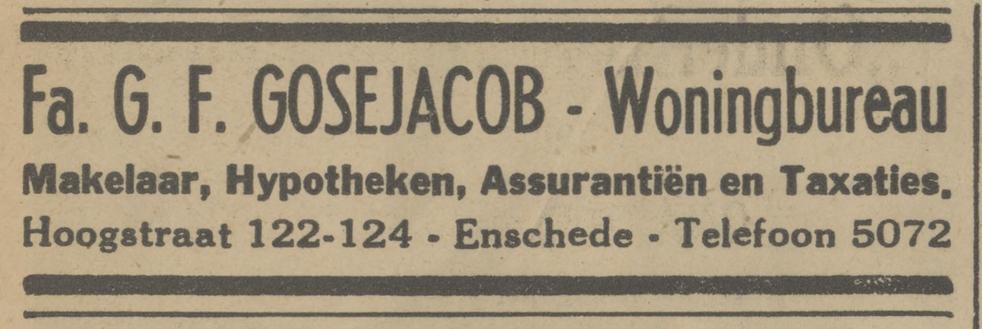 Fa. G. F. GOSEJACOB - Woningbureau
Makelaar, Hypotheken, Assurantiën en Taxaties.
Hoogstraat 122-124 - Enschede - Telefoon 5072